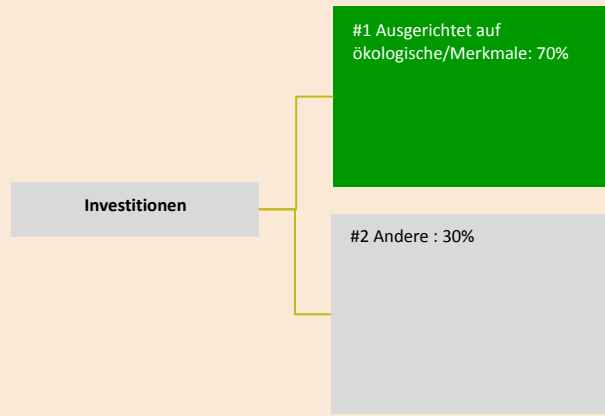 #1 Ausgerichtet auf
ökologische/Merkmale: 70%
Investitionen
#2 Andere : 30%